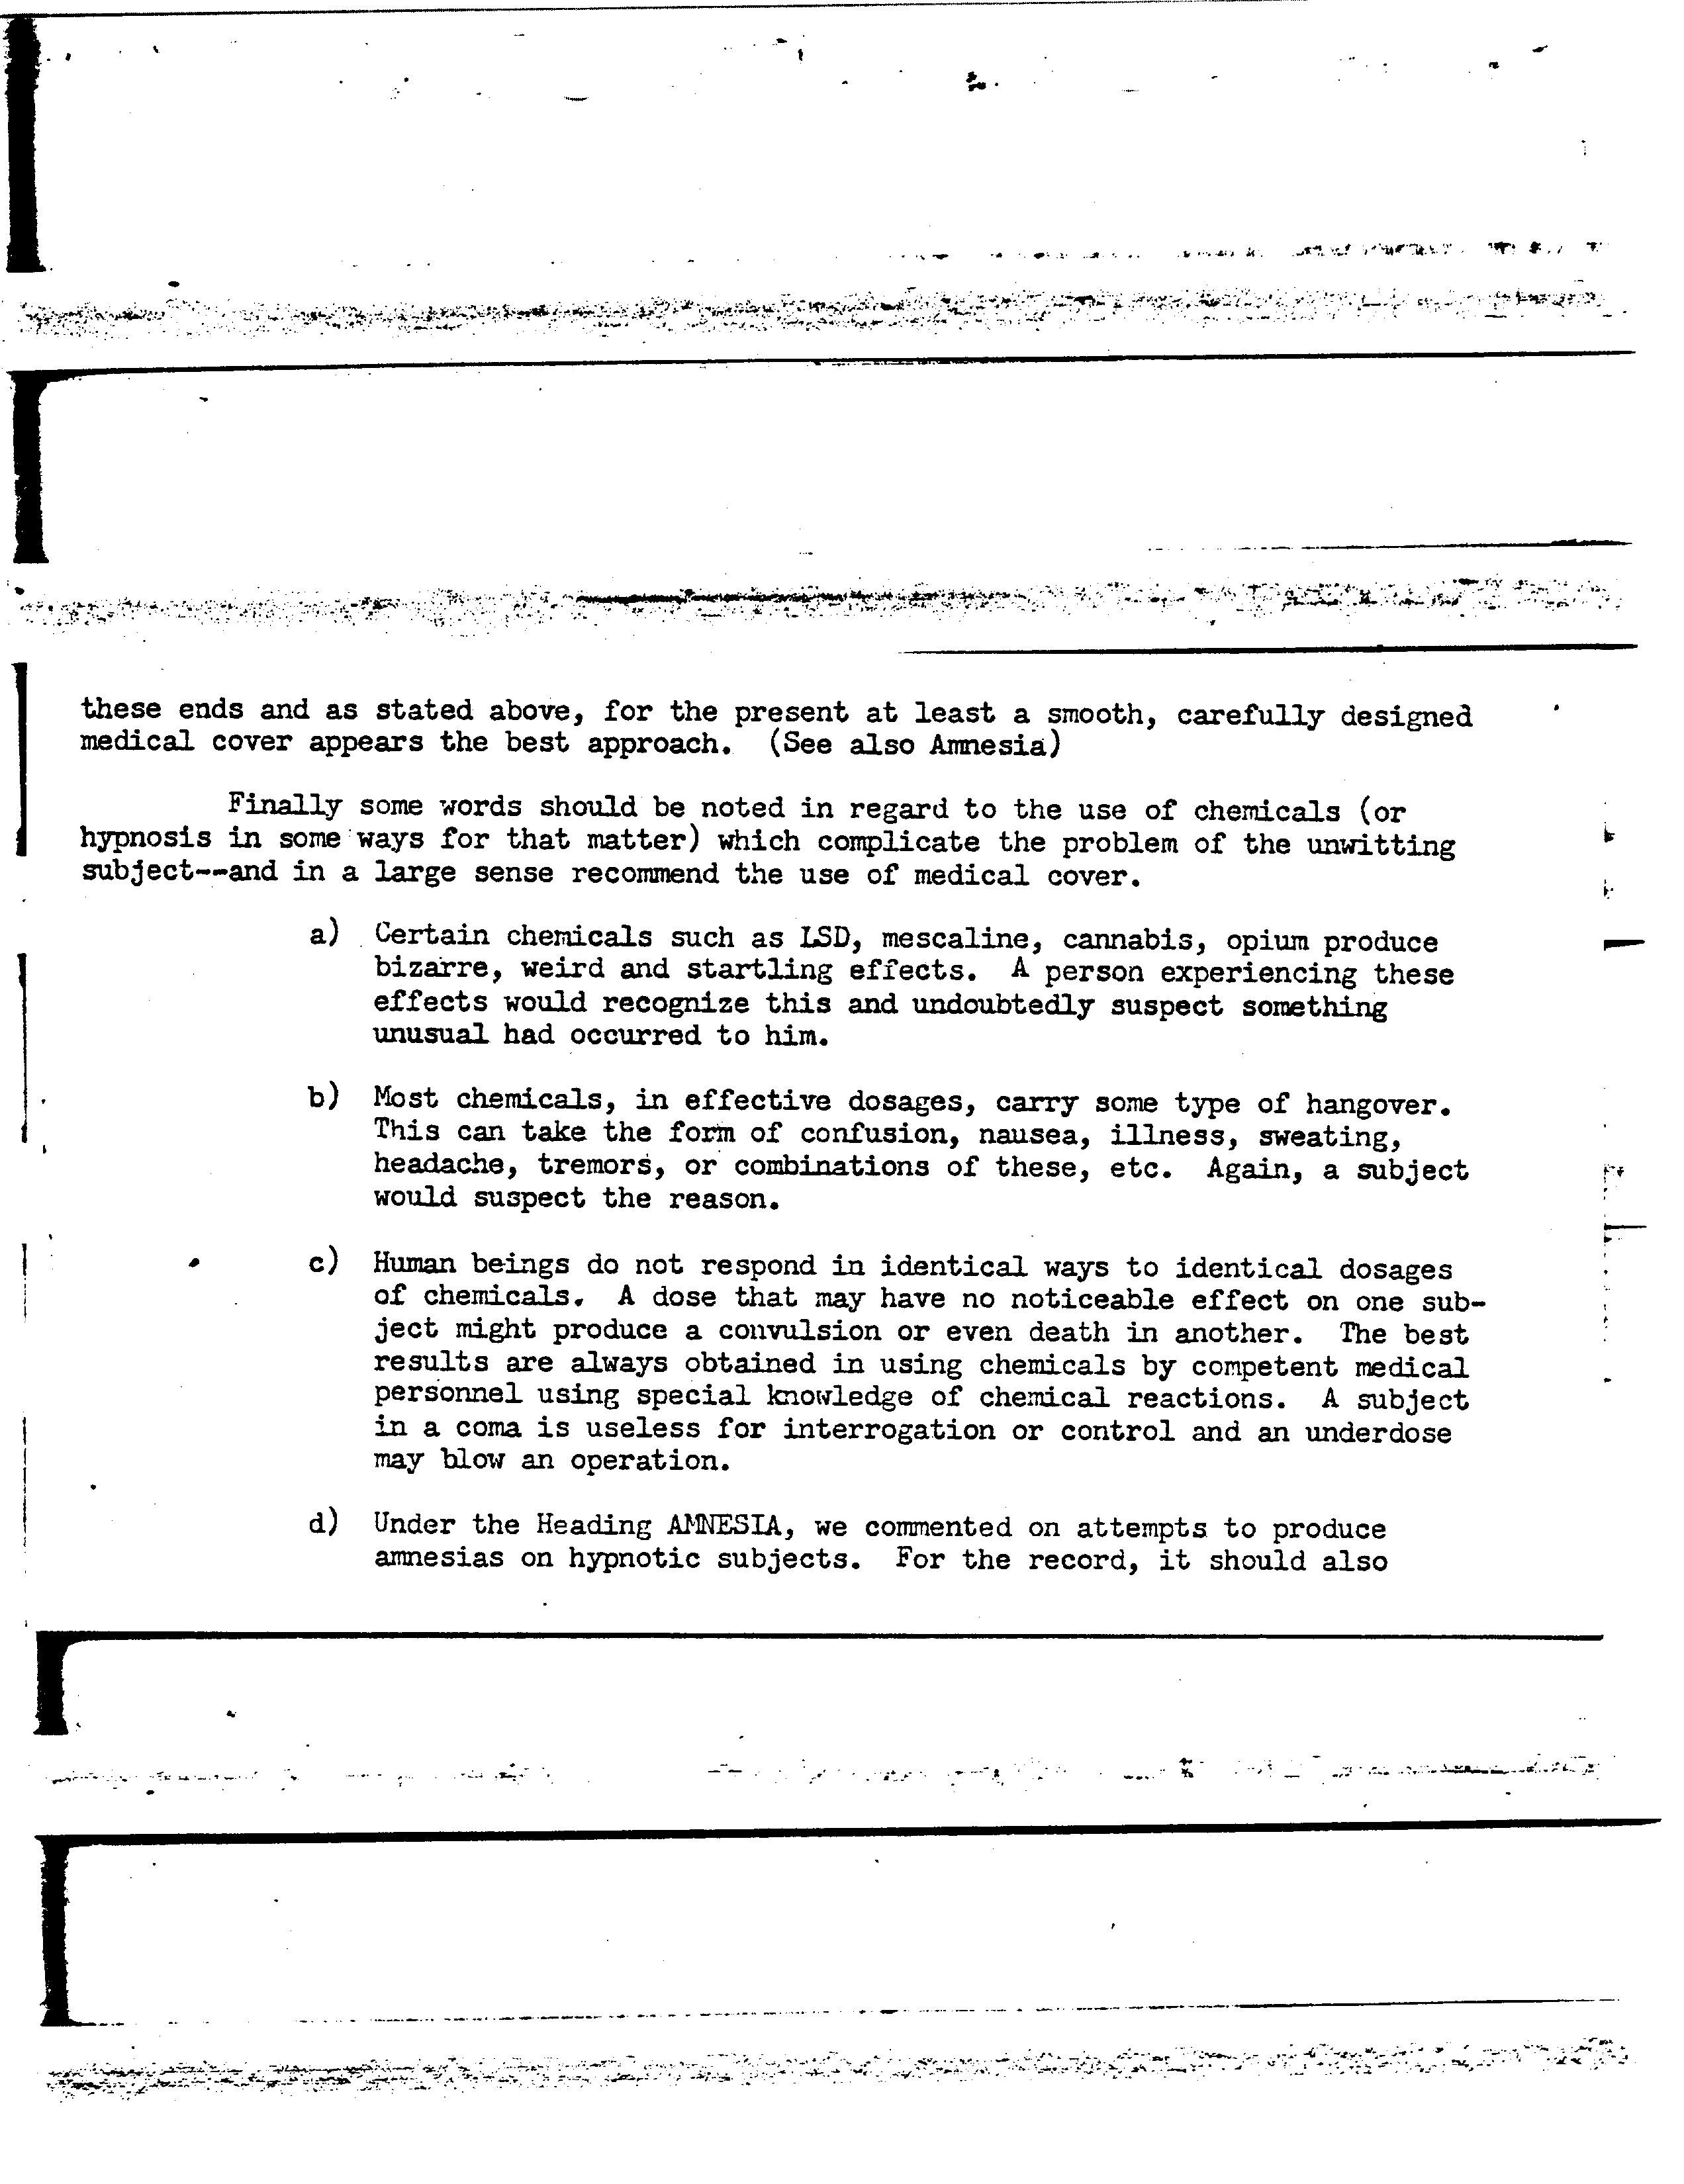 these ends and as stated above, for the present at least a smooth, carefully designed
medical cover appears the best approach. (See also Amnesia)
Finally some words should be noted in regard to the use of chemicals (or
hypnosis in some ways for that matter) which complicate the problem of the unwitting
subject--and in a large sense recommend the use of medical cover.
a) Certain chemicals such as LSD, mescaline, cannabis, opium produce
bizarre, weird and startling effects. A person experiencing these
effects would recognize this and undoubtedly suspect something
unusual had occurred to him.
b) Most chemicals, in effective dosages, carry some type of hangover.
This can take the form of confusion, nausea, illness, sweating,
headache, tremors, or combinations of these, etc. Again, a subject
would suspect the reason.
c) Human beings do not respond in identical ways to identical dosages
of chemicals. A dose that may have no noticeable effect on one sub-
ject might produce a convulsion or even death in another. The best
results are always obtained in using chemicals by competent medical
personnel using special knowledge of chemical reactions. A subject
in a coma is useless for interrogation or control and an underdose
may blow an operation.
d) Under the Heading AMNESIA, we commented on attempts to produce
amnesias on hypnotic subjects. For the record, it should also